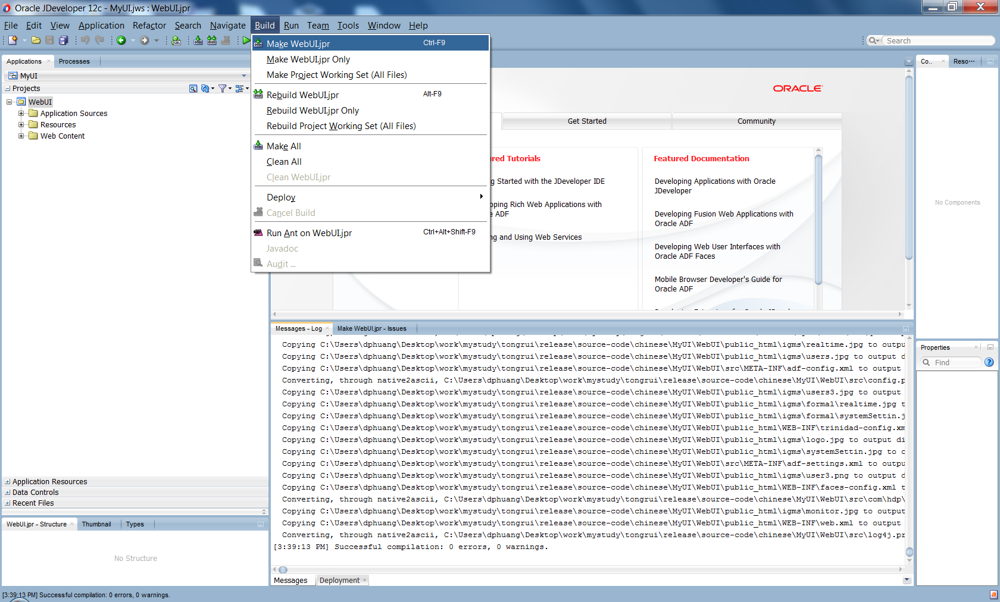 Oracle JDeveloper 12c - MyUI.jws : WebUI.jpr
File Edit View Application Refactor Search Navigate Build Run Team Tools Window Help
Search
Applications
Processes
MyUI
Projects
WebUI
Application Sources
Resources
Web Content
Make WebUI.jpr Ctrl-F9
Make WebUI.jpr Only
Make Project Working Set (All Files)
Rebuild WebUI.jpr Alt-F9
Rebuild WebUI.jpr Only
Rebuild Project Working Set (All Files)
Make All
Clean All
Clean WebUI.jpr
Deploy
Cancel Build
Run Ant on WebUI.jpr Ctrl+Alt+Shift-F9
Javadoc
Audit ...
ORACLE
Get Started
Community
red Tutorials
g Started with the JDeveloper IDE
ping Rich Web Applications with
ADF
ng and Using Web Services
Featured Documentation
Developing Applications with Oracle
JDeveloper
Developing Fusion Web Applications with
Oracle ADF
Developing Web User Interfaces with
Oracle ADF Faces
Mobile Browser Developer's Guide for
Oracle ADF
Co..
Reso···
No Components
Application Resources
Data Controls
Recent Files
WebUI.jpr - Structure
Thumbnail
Types
No Structure
Messages - Log
Make WebUI.jpr - Issues
Copying C:\Users\dphuang\Desktop\work\mystudy\tongrui\release\source-code\chinese\MyUI\WebUI\public_html\igms\realtime.jpg to outpu
Copying C:\Users\dphuang\Desktop\work\mystudy\tongrui\release\source-code\chinese\MyUI\WebUI\public_html\igms\users.jpg to output d
Copying C:\Users\dphuang\Desktop\work\mystudy\tongrui\release\source-code\chinese\MyUI\WebUI\src\META-INF\adf-config.xml to output
Converting, through native2ascii, C:\Users\dphuang\Desktop\work\mystudy\tongrui\release\source-code\chinese\MyUI\WebUI\src\config.p
Copying C:\Users\dphuang\Desktop\work\mystudy\tongrui\release\source-code\chinese\MyUI\WebUI\public_html\igms\users3.jpg to output
Copying C:\Users\dphuang\Desktop\work\mystudy\tongrui\release\source-code\chinese\MyUI\WebUI\public_html\igms\formal\realtime.jpg t
Copying C:\Users\dphuang\Desktop\work\mystudy\tongrui\release\source-code\chinese\MyUI\WebUI\public_html\igms\formal\systemSettin.j
Copying C:\Users\dphuang\Desktop\work\mystudy\tongrui\release\source-code\chinese\MyUI\WebUI\public_html\WEB-INF\trinidad-config.xm
Copying C:\Users\dphuang\Desktop\work\mystudy\tongrui\release\source-code\chinese\MyUI\WebUI\public_html\igms\logo.jpg to output di
Copying C:\Users\dphuang\Desktop\work\mystudy\tongrui\release\source-code\chinese\MyUI\WebUI\public_html\igms\systemSettin.jpg to o
Copying C:\Users\dphuang\Desktop\work\mystudy\tongrui\release\source-code\chinese\MyUI\WebUI\src\META-INF\adf-settings.xml to outpu
Copying C:\Users\dphuang\Desktop\work\mystudy\tongrui\release\source-code\chinese\MyUI\WebUI\public_html\igms\user3.png to output d
Copying C:\Users\dphuang\Desktop\work\mystudy\tongrui\release\source-code\chinese\MyUI\WebUI\public_html\WEB-INF\faces-config.xml t
Converting, through native2ascii, C:\Users\dphuang\Desktop\work\mystudy\tongrui\release\source-code\chinese\MyUI\WebUI\src\com\hdp\
Copying C:\Users\dphuang\Desktop\work\mystudy\tongrui\release\source-code\chinese\MyUI\WebUI\public_html\igms\monitor.jpg to output
Copying C:\Users\dphuang\Desktop\work\mystudy\tongrui\release\source-code\chinese\MyUI\WebUI\public_html\WEB-INF\web.xml to output
Converting, through native2ascii, C:\Users\dphuang\Desktop\work\mystudy\tongrui\release\source-code\chinese\MyUI\WebUI\src\log4j.pr
[3:39:13 PM] Successful compilation: 0 errors, 0 warnings.
Messages
Deployment
Properties
Find
[3:39:13 PM] Successful compilation: 0 errors, 0 warnings.